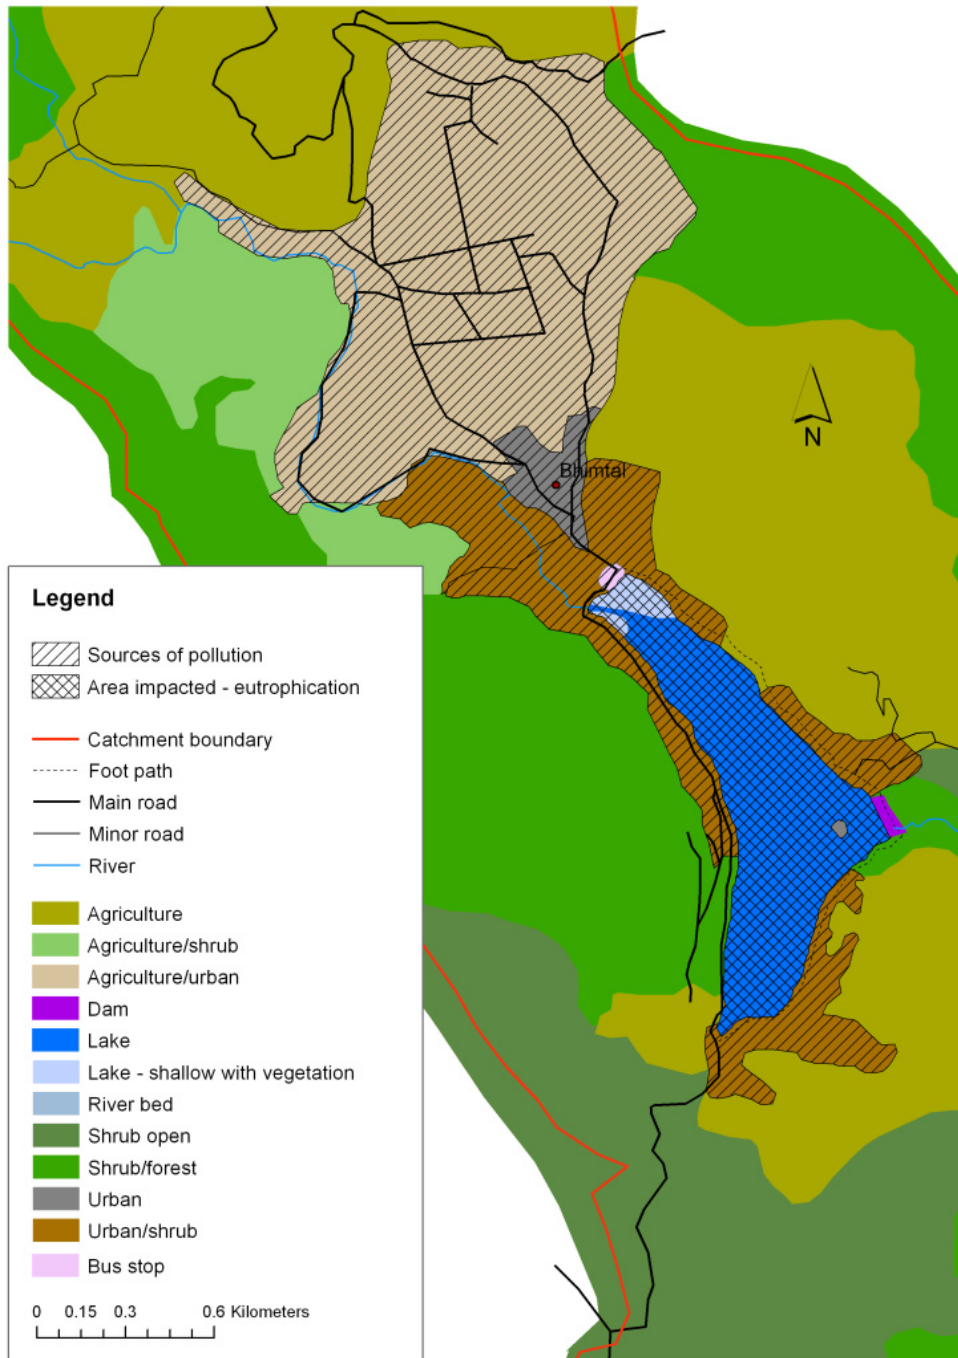 Bhimtal
N
Legend
Sources of pollution
Area impacted - eutrophication
Catchment boundary
Foot path
Main road
Minor road
River
Agriculture
Agriculture/shrub
Agriculture/urban
Dam
Lake
Lake - shallow with vegetation
River bed
Shrub open
Shrub/forest
Urban
Urban/shrub
Bus stop
0 0.15 0.3 0.6 Kilometers